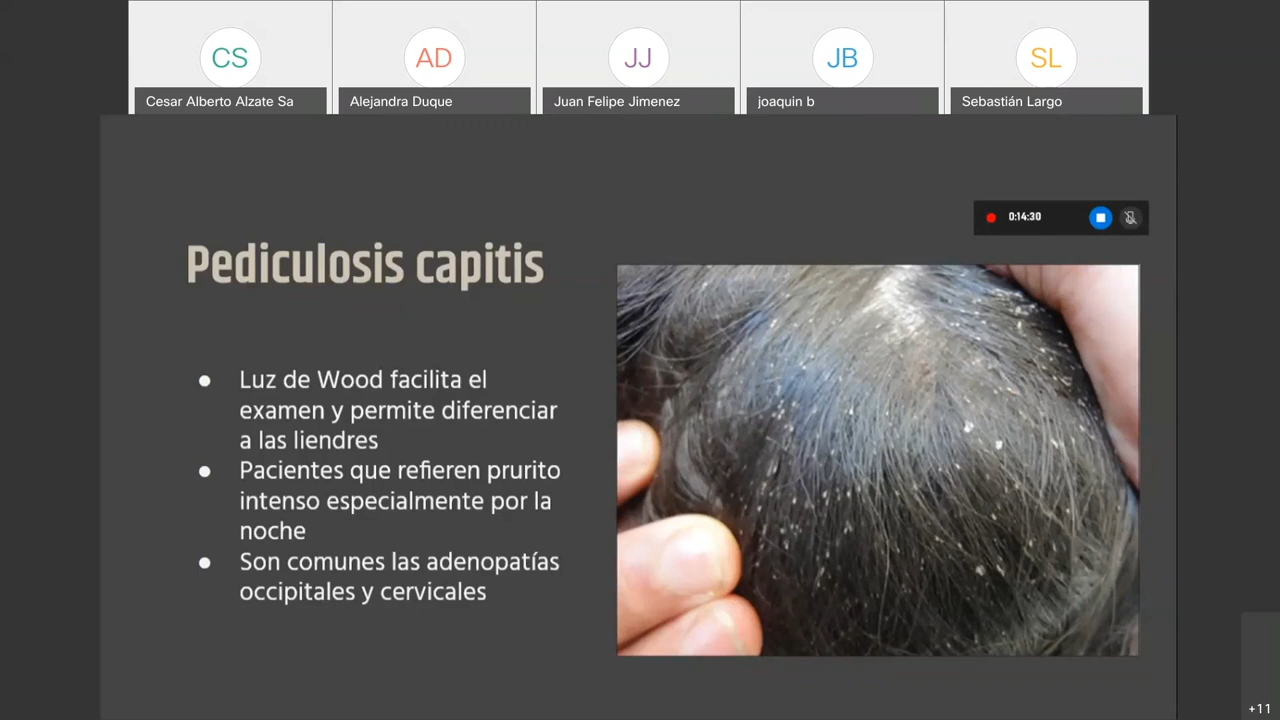 CS
AD
JJ
JB
SL
Cesar Alberto Alzate Sa
Alejandra Duque
Juan Felipe Jimenez
joaquin b
Sebastián Largo
0:14:30
Pediculosis capitis
● Luz de Wood facilita el
examen y permite diferenciar
a las liendres
● Pacientes que refieren prurito
intenso especialmente por la
noche
● Son comunes las adenopatías
occipitales y cervicales
+11